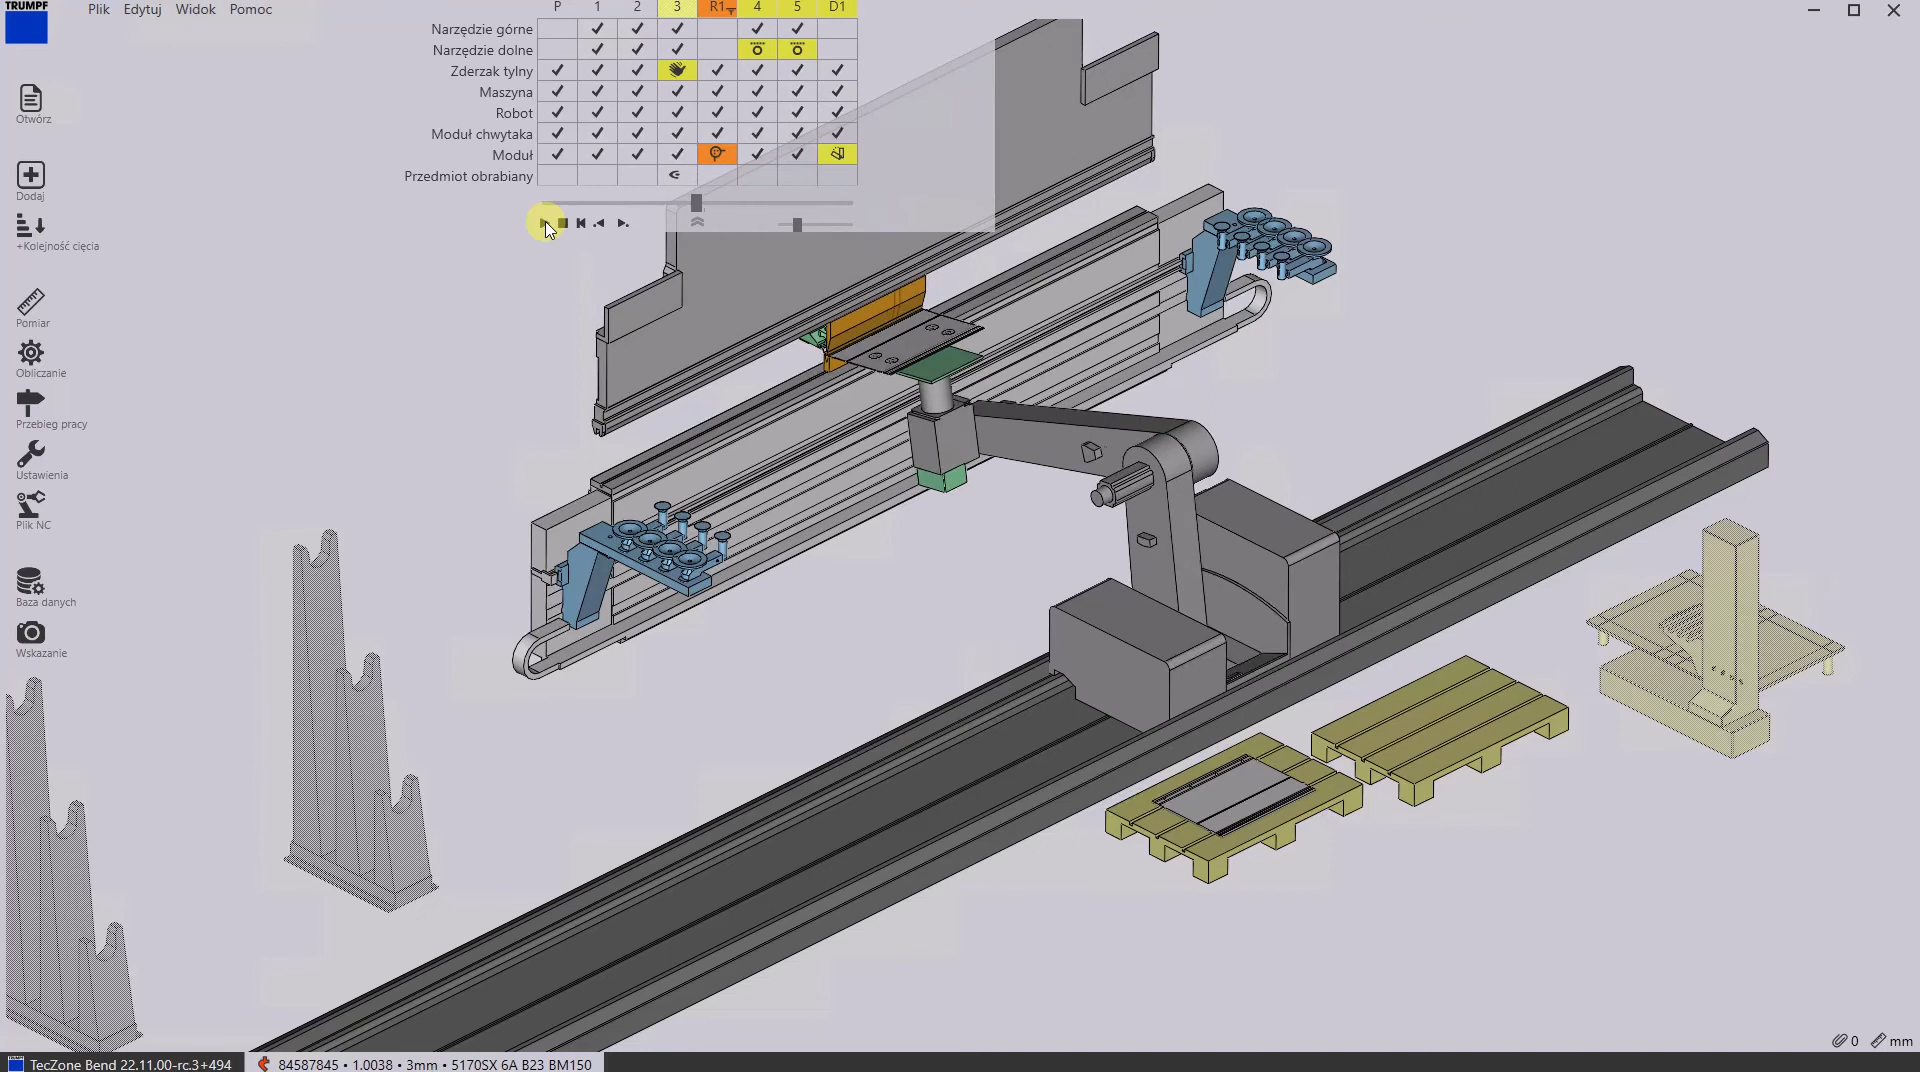 TRUMPF
Plik Edytuj Widok Pomoc
P 1 2 3 R1 4 5 D1
Narzędzie górne
Narzędzie dolne
Zderzak tylny
Maszyna
Robot
Moduł chwytaka
Moduł
Przedmiot obrabiany
Otwórz
Dodaj
+Kolejność cięcia
Pomiar
Obliczanie
Przebieg pracy
Ustawienia
Plik NC
Baza danych
Wskazanie
0 mm
TecZone Bend 22.11.00-rc.3+494
84587845 • 1.0038 • 3mm • 5170SX 6A B23 BM150